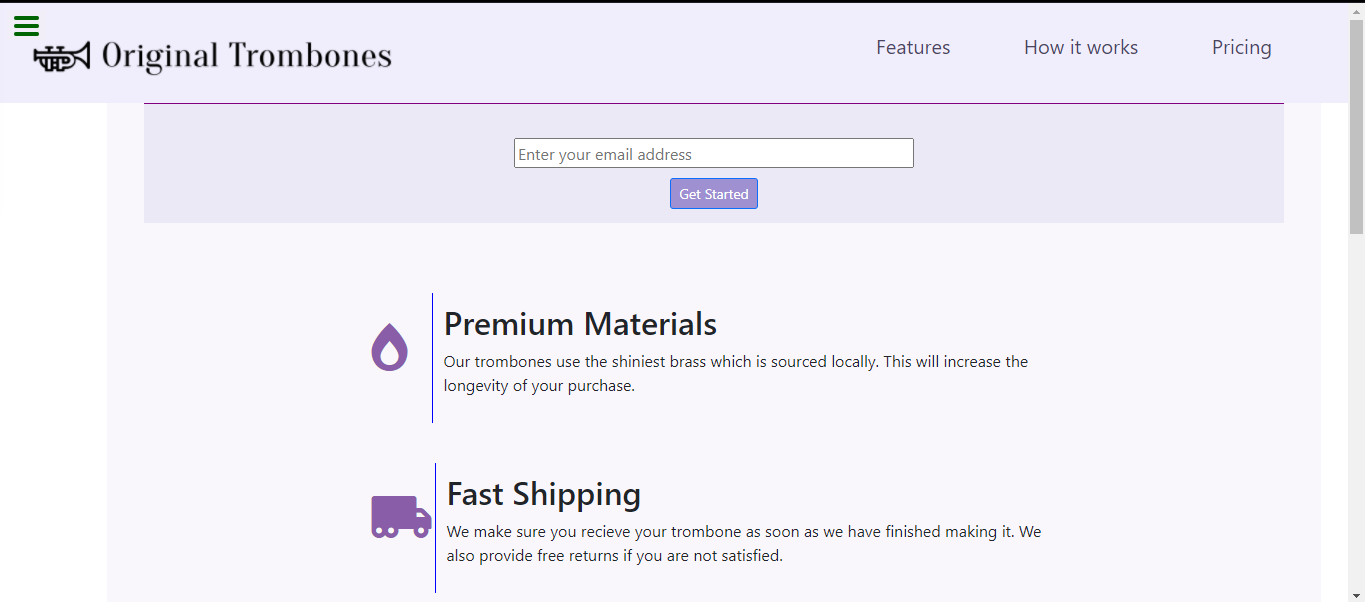 Original Trombones
Features
How it works
Pricing
Enter your email address
Get Started
Premium Materials
Our trombones use the shiniest brass which is sourced locally. This will increase the
longevity of your purchase.
Fast Shipping
We make sure you recieve your trombone as soon as we have finished making it. We
also provide free returns if you are not satisfied.